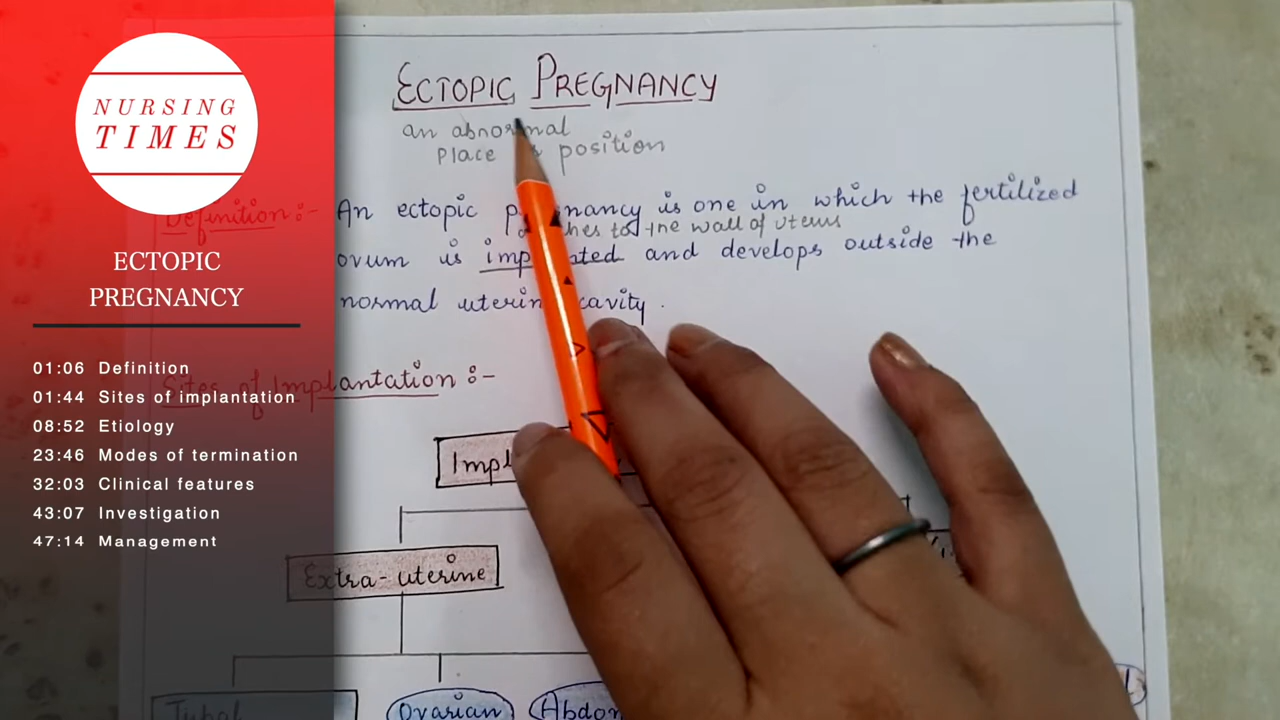 NURSING
TIMES
ECTOPIC
PREGNANCY
01:06 Definition
01:44 Sites of implantation
08:52 Etiology
23:46 Modes of termination
32:03 Clinical features
43:07 Investigation
47:14 Management
ECTOPIC PREGNANCY
an abnormal
Place position
Definition :- An ectopic is one in which the fertilized
to the wall of uterus
ovum is implanted and develops outside the
normal uterine cavity.
Sites of Implantation :-
Extra-uterine
Tubal
Ovarian